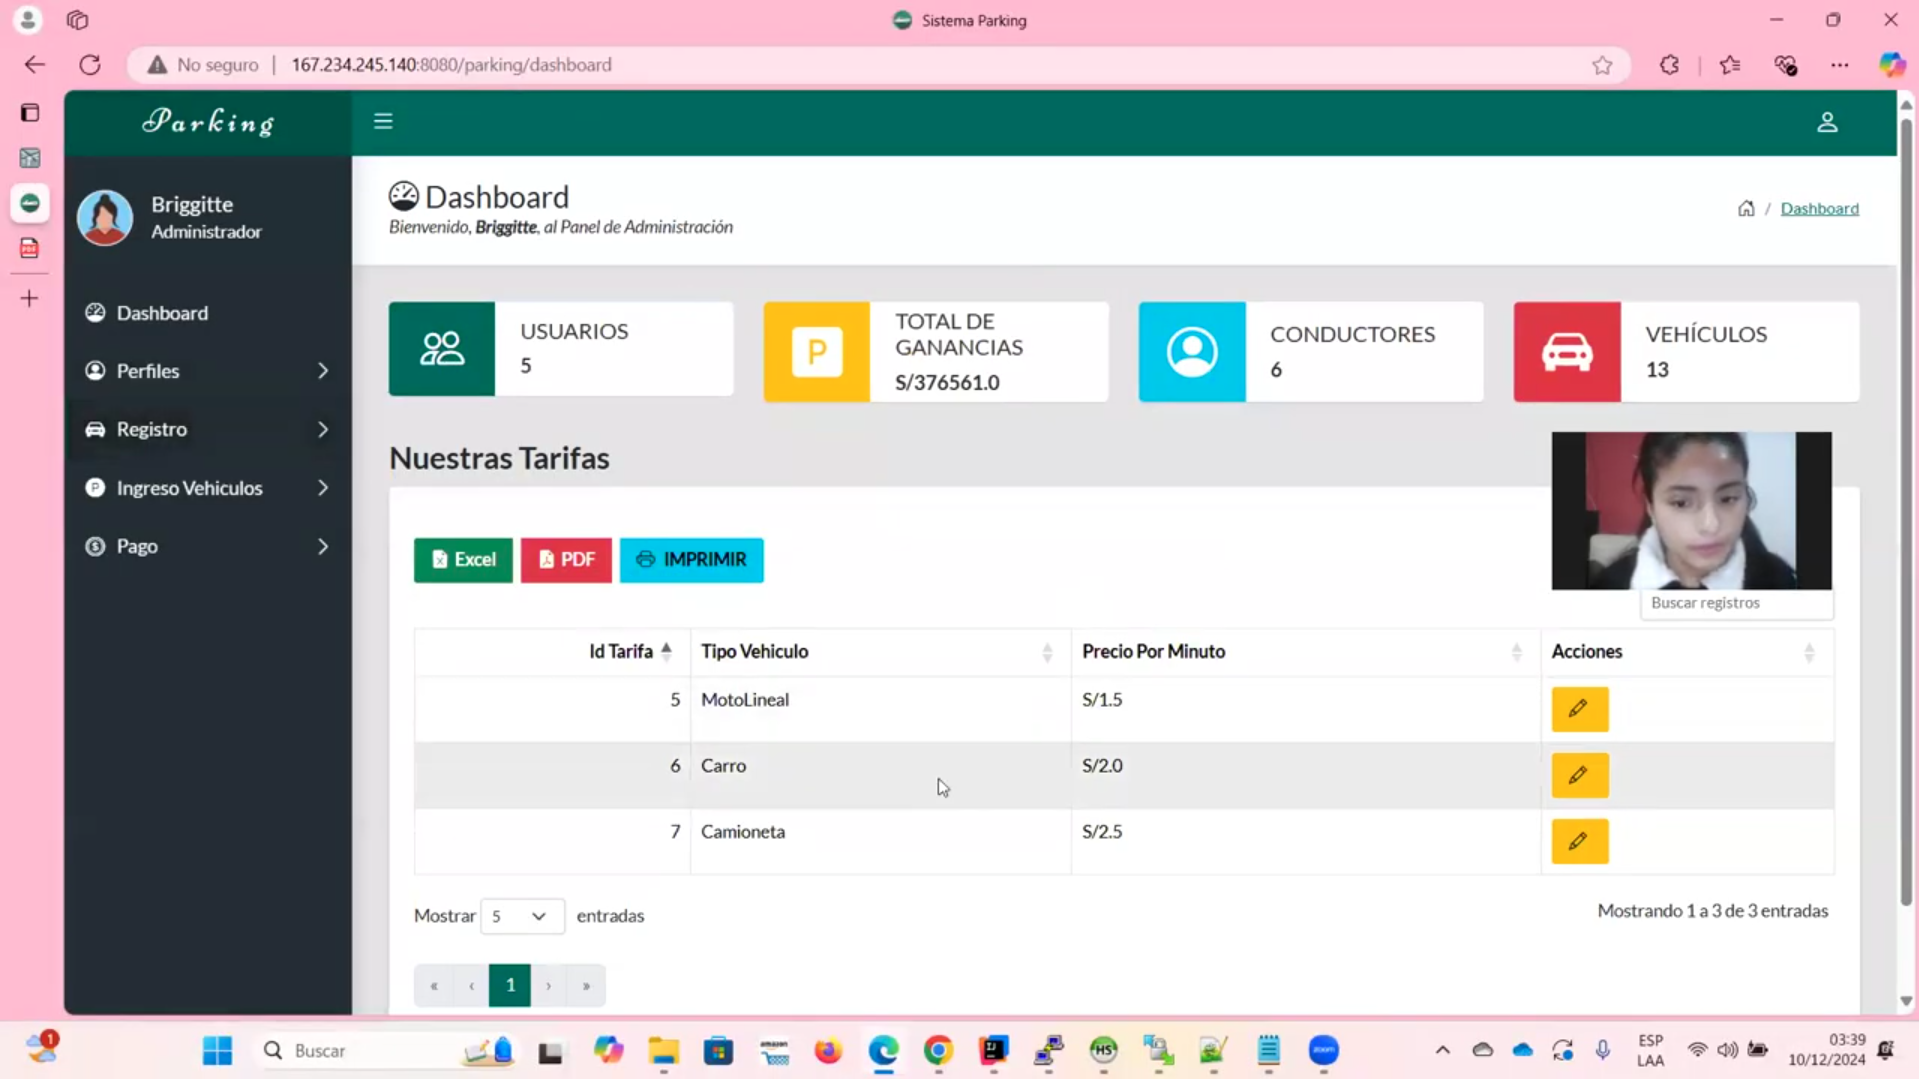 Sistema Parking
No seguro | 167.234.245.140:8080/parking/dashboard
Parking
Briggitte
Administrador
Dashboard
Perfiles
Registro
Ingreso Vehiculos
Pago
Dashboard
Bienvenido, Briggitte, al Panel de Administración
/ Dashboard
USUARIOS
5
P
TOTAL DE
GANANCIAS
S/376561.0
CONDUCTORES
6
VEHÍCULOS
13
Nuestras Tarifas
Excel PDF IMPRIMIR
Buscar registros
Id Tarifa Tipo Vehiculo Precio Por Minuto Acciones
5 MotoLineal S/1.5
6 Carro S/2.0
7 Camioneta S/2.5
Mostrar 5 entradas
Mostrando 1 a 3 de 3 entradas
« ‹ 1 › »
1
Buscar
amazon
HS
zoom
ESP
LAA
03:39
10/12/2024